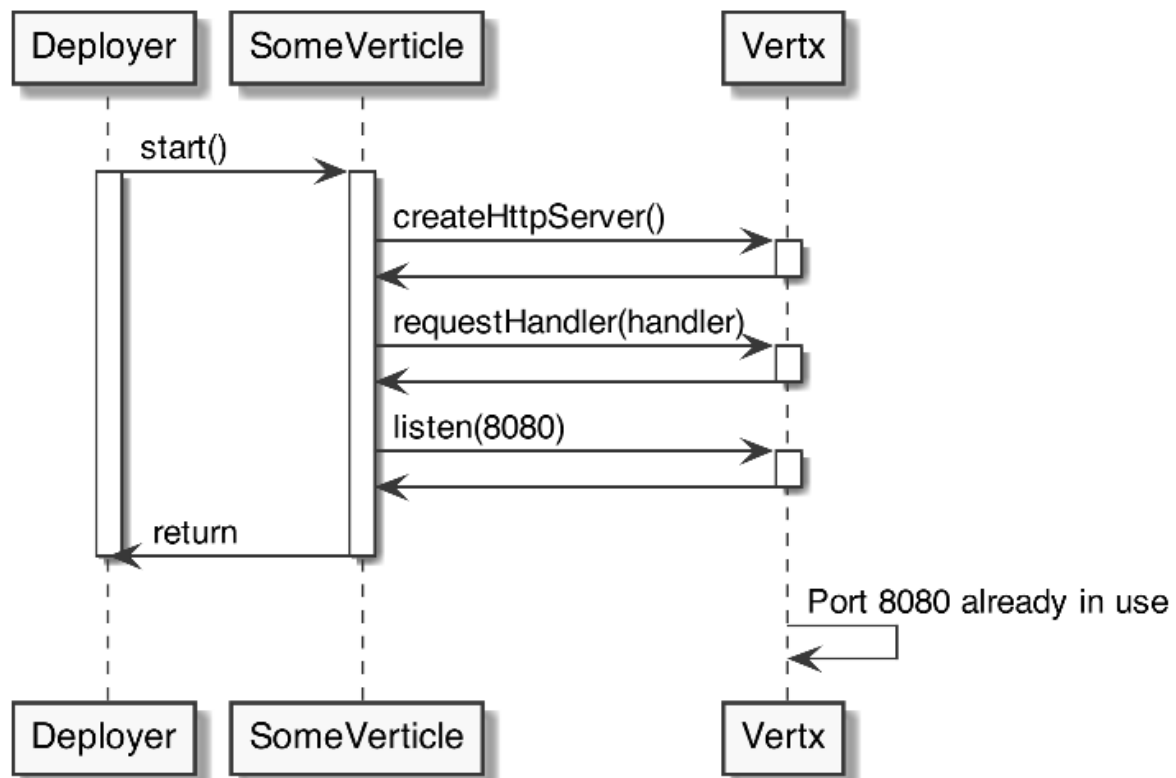 Deployer
SomeVerticle
Vertx
start()
createHttpServer()
requestHandler(handler)
listen(8080)
return
Port 8080 already in use
Deployer
SomeVerticle
Vertx